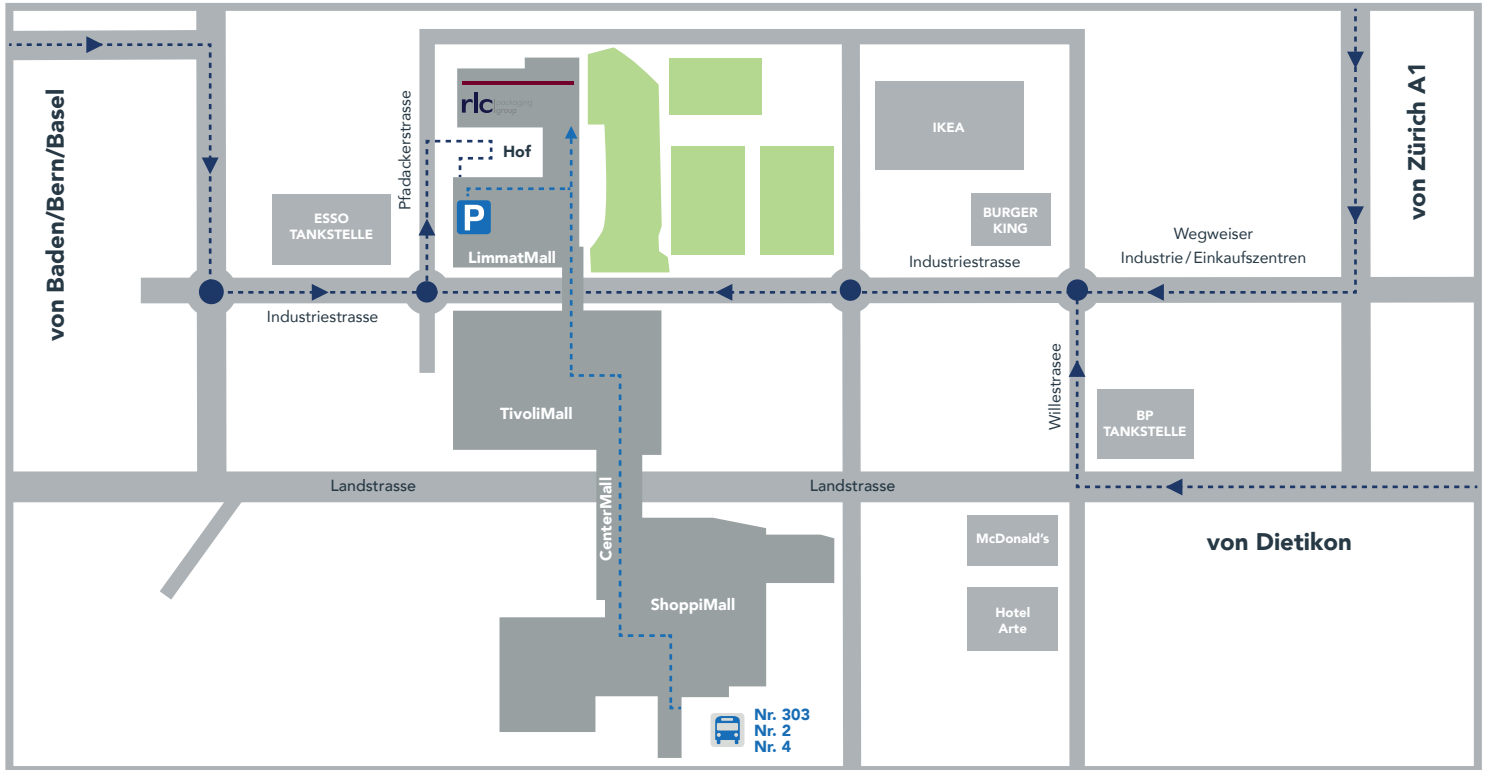 von Baden/Bern/Basel
Pfadackerstrasse
rlc packaging
group
Hof
P
LimmatMall
ESSO
TANKSTELLE
IKEA
BURGER
KING
von Zürich A1
Wegweiser
Industrie/Einkaufszentren
Industriestrasse
Industriestrasse
TivoliMall
Willestrasee
BP
TANKSTELLE
Landstrasse
Landstrasse
CenterMall
McDonald's
von Dietikon
ShoppiMall
Hotel
Arte
Nr. 303
Nr. 2
Nr. 4